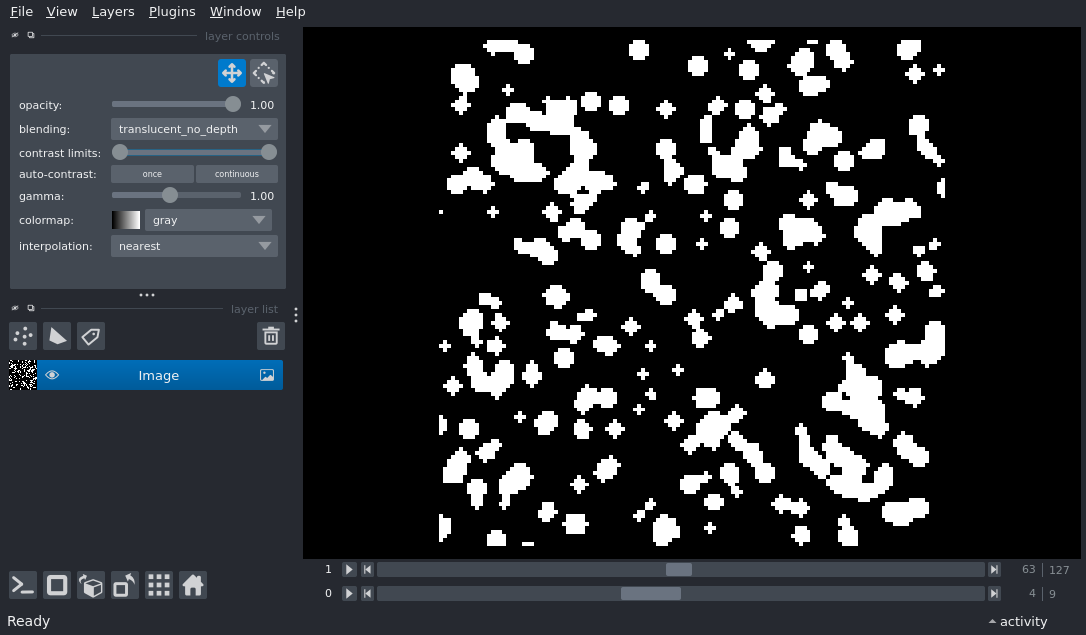 File View Layers Plugins Window Help
layer controls
opacity: 1.00
blending: translucent_no_depth
contrast limits:
auto-contrast: once continuous
gamma: 1.00
colormap: gray
interpolation: nearest
layer list
Image
1 63 127
0 4 9
Ready activity